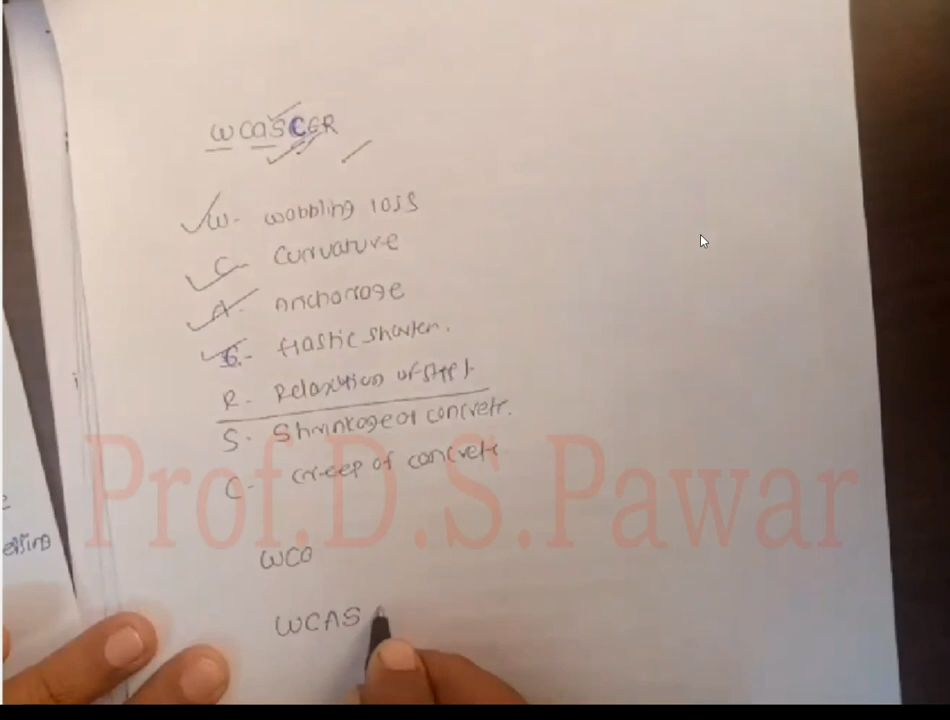 WCASCER
W- wobbling loss
C- curvature
A- Anchorage
E- Elastic shorten.
R- Relaxation of steel.
S- Shrinkage of concrete.
C- creep of concrete
Prof.D.S.Pawar
WCO
WCAS